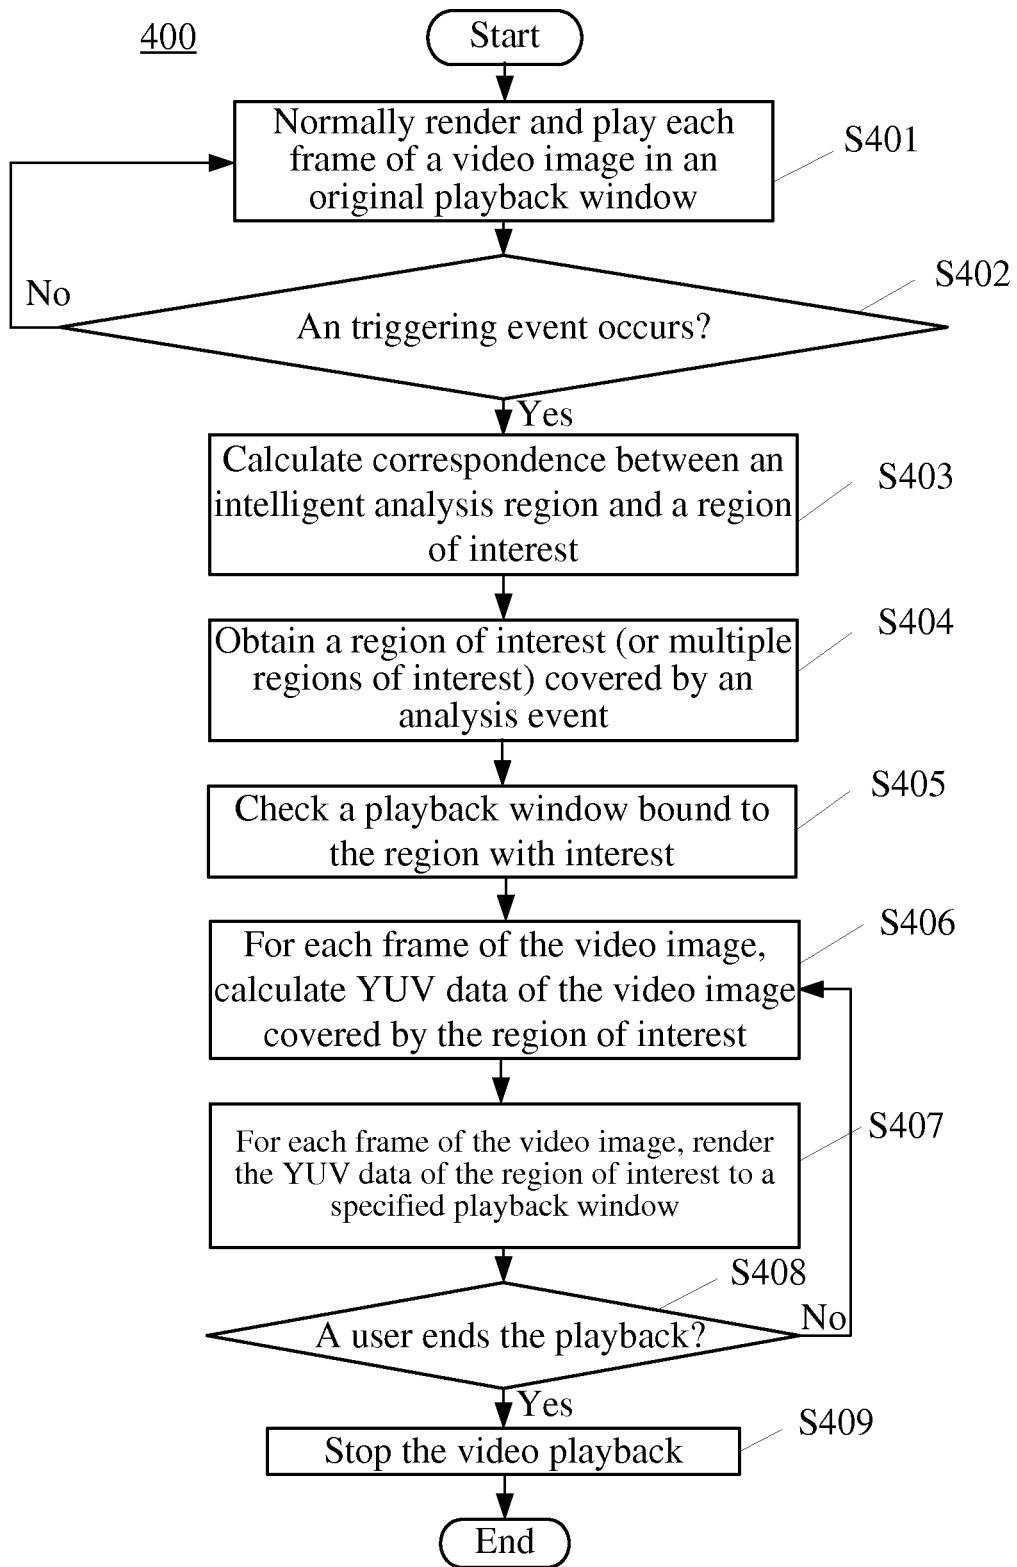 400
Start
Normally render and play each
frame of a video image in an
original playback window
S401
An triggering event occurs?
S402
No
Yes
Calculate correspondence between an
intelligent analysis region and a region
of interest
S403
Obtain a region of interest (or multiple
regions of interest) covered by an
analysis event
S404
Check a playback window bound to
the region with interest
S405
For each frame of the video image,
calculate YUV data of the video image
covered by the region of interest
S406
For each frame of the video image, render
the YUV data of the region of interest to a
specified playback window
S407
A user ends the playback?
S408
No
Yes
Stop the video playback
S409
End